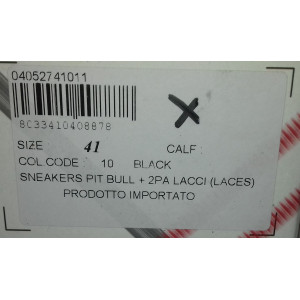 04052741011
8C33410408878
SIZE 41 CALF
COL CODE 10 BLACK
SNEAKERS PIT BULL + 2PA LACCI (LACES)
PRODOTTO IMPORTATO